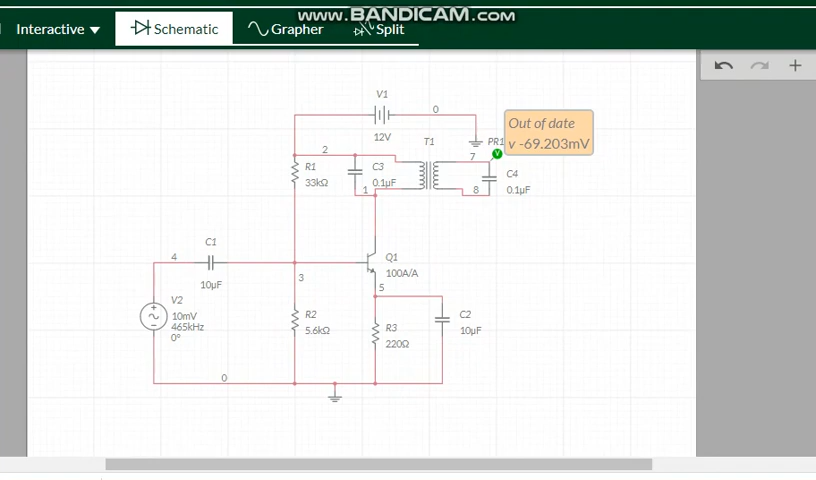 www.BANDICAM.com
Interactive
Schematic
Grapher
Split
V1
0
12V
Out of date
v -69.203mV
2
T1
7
PR1
V
R1
33kΩ
C3
0.1µF
1
8
C4
0.1µF
C1
4
10µF
3
Q1
100A/A
5
V2
10mV
465kHz
0°
R2
5.6kΩ
R3
220Ω
C2
10µF
0